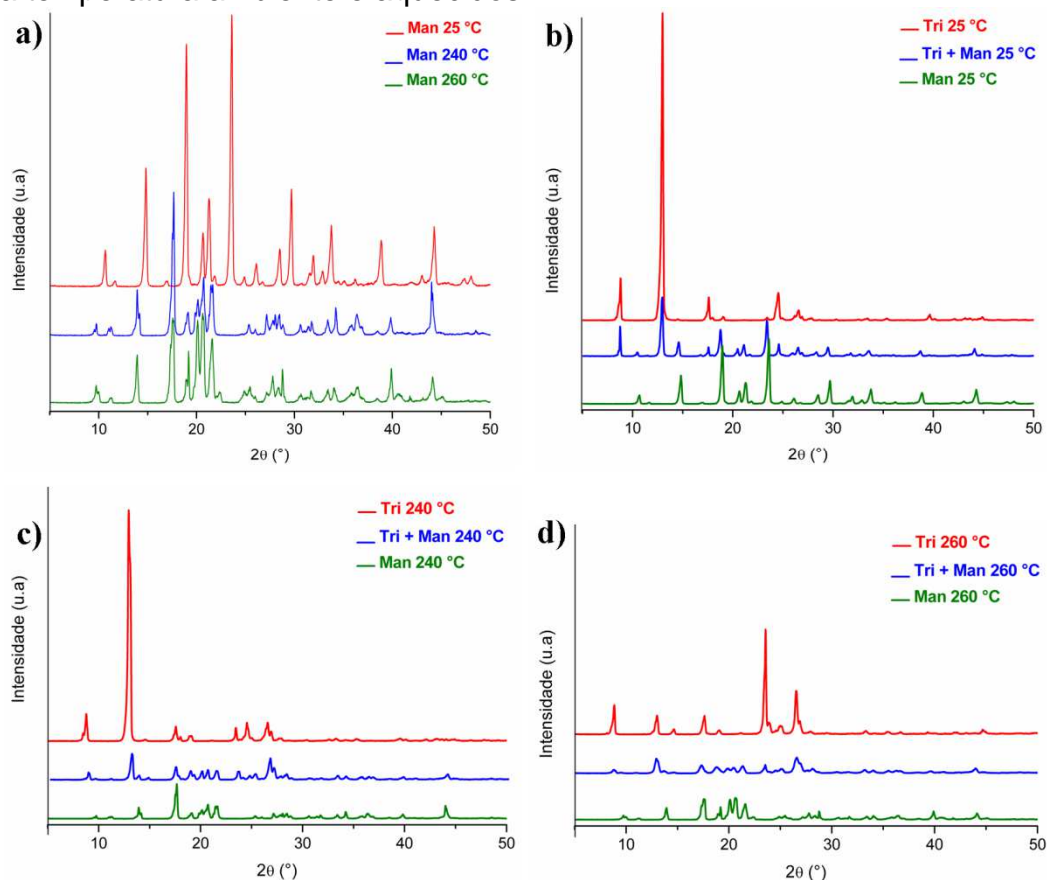 a)
Man 25 °C
Man 240 °C
Man 260 °C
Intensidade (u.a)
10 20 30 40 50
2θ (°)
b)
Tri 25 °C
Tri + Man 25 °C
Man 25 °C
Intensidade (u.a)
10 20 30 40 50
2θ (°)
c)
Tri 240 °C
Tri + Man 240 °C
Man 240 °C
Intensidade (u.a)
10 20 30 40 50
2θ (°)
d)
Tri 260 °C
Tri + Man 260 °C
Man 260 °C
Intensidade (u.a)
10 20 30 40 50
2θ (°)